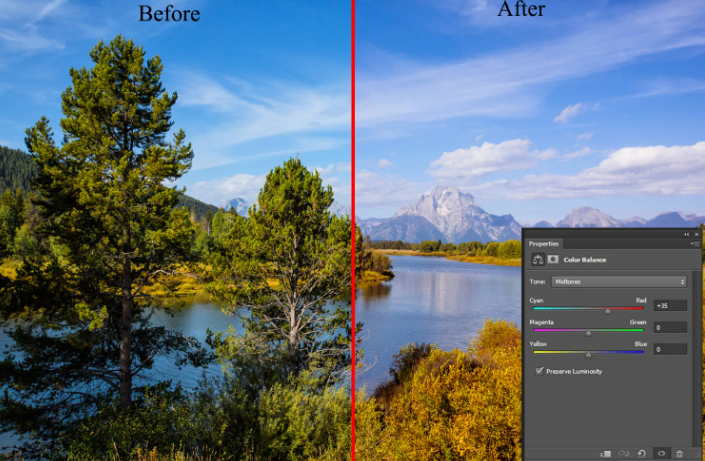 Before
After
Properties
Color Balance
Tone: Midtones
Cyan Red +35
Magenta Green 0
Yellow Blue 0
Preserve Luminosity